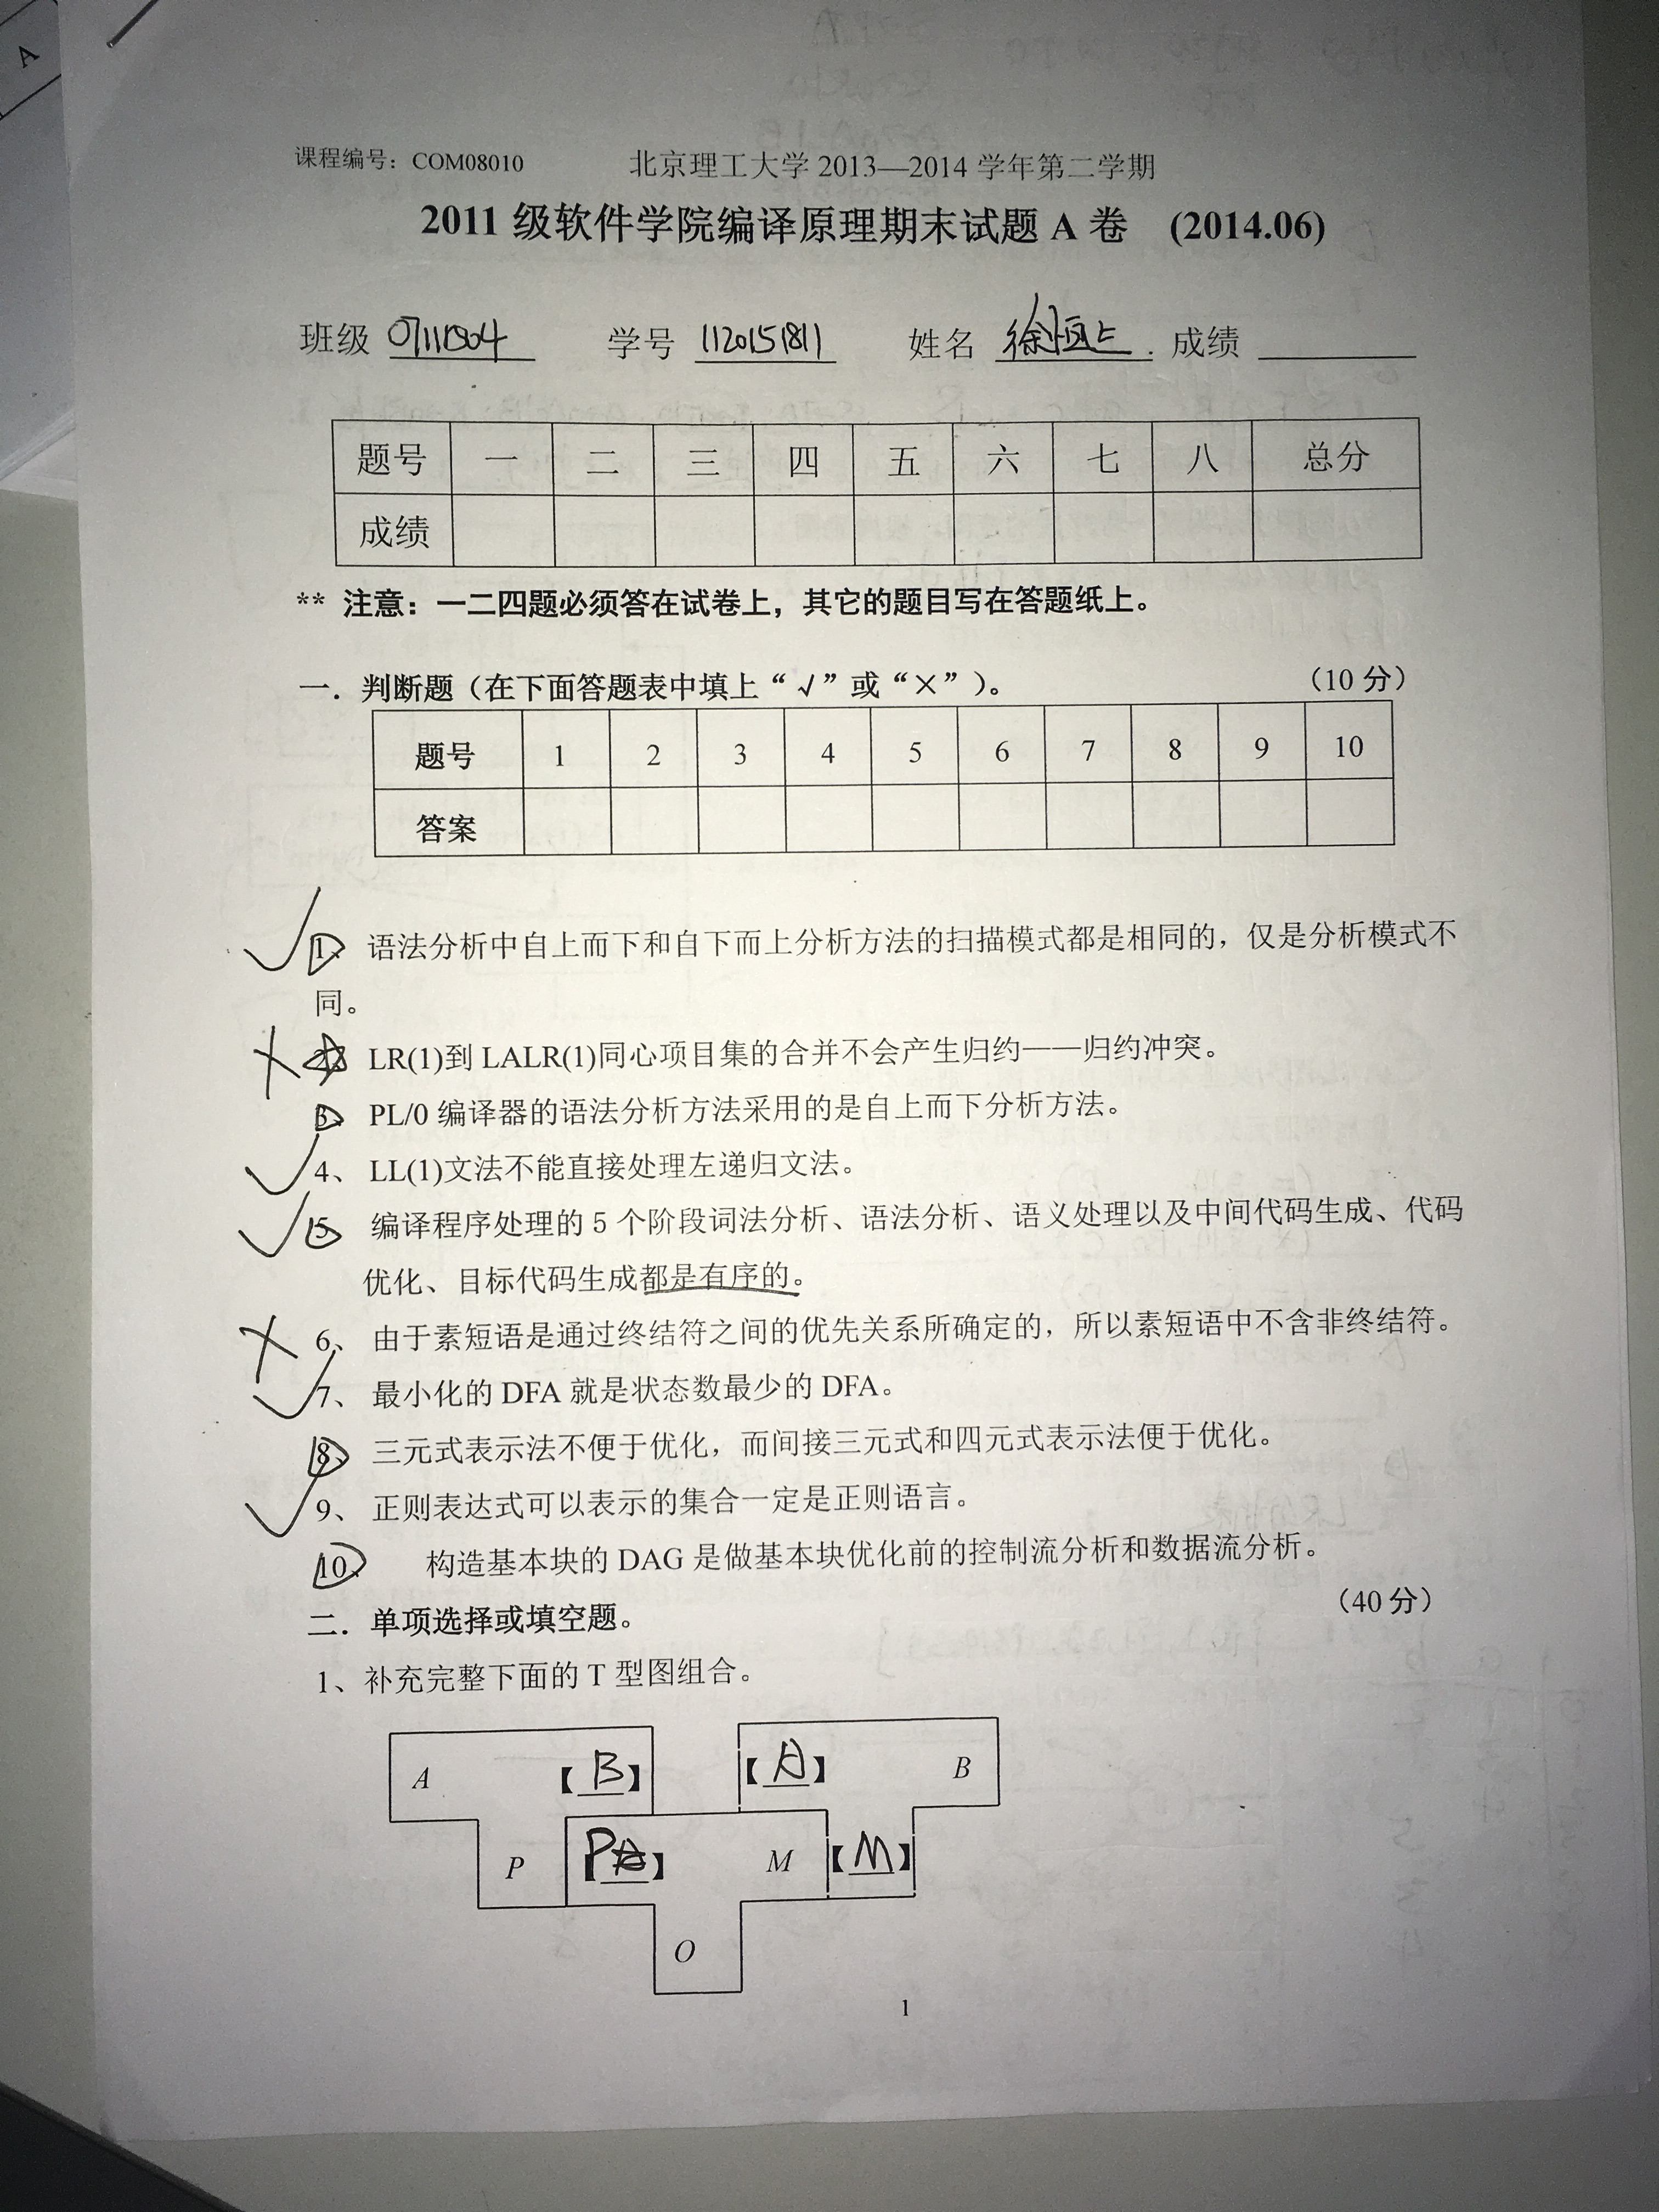 A
课程编号：COM08010 北京理工大学 2013—2014 学年第二学期
2011 级软件学院编译原理期末试题 A 卷 (2014.06)
班级 学号 1120151811 姓名 成绩
题号 一 二 三 四 五 六 七 八 总分
成绩
** 注意：一二四题必须答在试卷上，其它的题目写在答题纸上。
一．判断题（在下面答题表中填上“√”或“×”）。 （10 分）
题号 1 2 3 4 5 6 7 8 9 10
答案
√ 1、 语法分析中自上而下和自下而上分析方法的扫描模式都是相同的，仅是分析模式不
同。
× 2、 LR(1)到 LALR(1)同心项目集的合并不会产生归约——归约冲突。
3、 PL/0 编译器的语法分析方法采用的是自上而下分析方法。
√ 4、 LL(1)文法不能直接处理左递归文法。
√ 5、 编译程序处理的 5 个阶段词法分析、语法分析、语义处理以及中间代码生成、代码
优化、目标代码生成都是有序的。
× 6、 由于素短语是通过终结符之间的优先关系所确定的，所以素短语中不含非终结符。
√ 7、 最小化的 DFA 就是状态数最少的 DFA。
8、 三元式表示法不便于优化，而间接三元式和四元式表示法便于优化。
√ 9、 正则表达式可以表示的集合一定是正则语言。
10、 构造基本块的 DAG 是做基本块优化前的控制流分析和数据流分析。
二．单项选择或填空题。 （40 分）
1、补充完整下面的 T 型图组合。
A 【B】 【A】 B
P 【P】 M 【M】
O
1